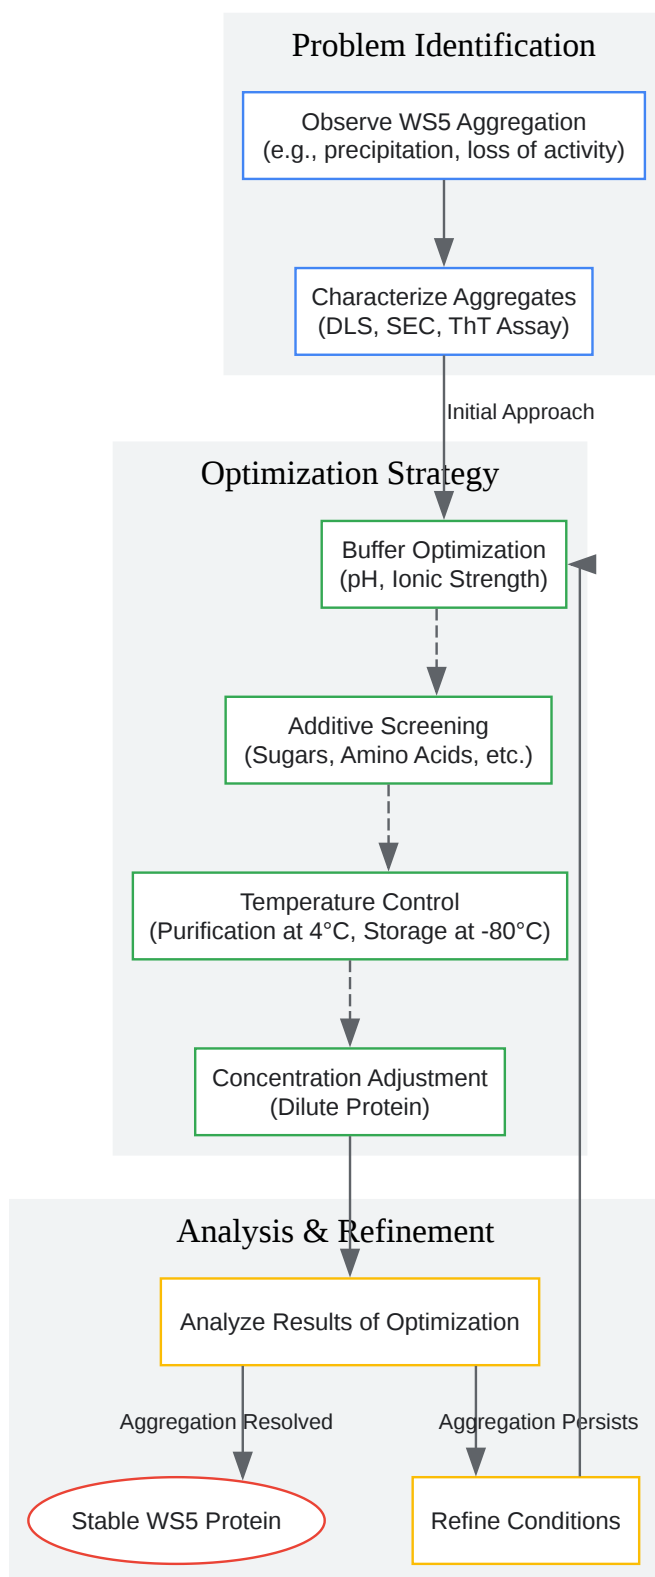 Problem Identification
Observe WS5 Aggregation
(e.g., precipitation, loss of activity)
Characterize Aggregates
(DLS, SEC, ThT Assay)
Initial Approach
Optimization Strategy
Buffer Optimization
(pH, Ionic Strength)
Additive Screening
(Sugars, Amino Acids, etc.)
Temperature Control
(Purification at 4°C, Storage at -80°C)
Concentration Adjustment
(Dilute Protein)
Analysis & Refinement
Analyze Results of Optimization
Aggregation Resolved
Aggregation Persists
Stable WS5 Protein
Refine Conditions